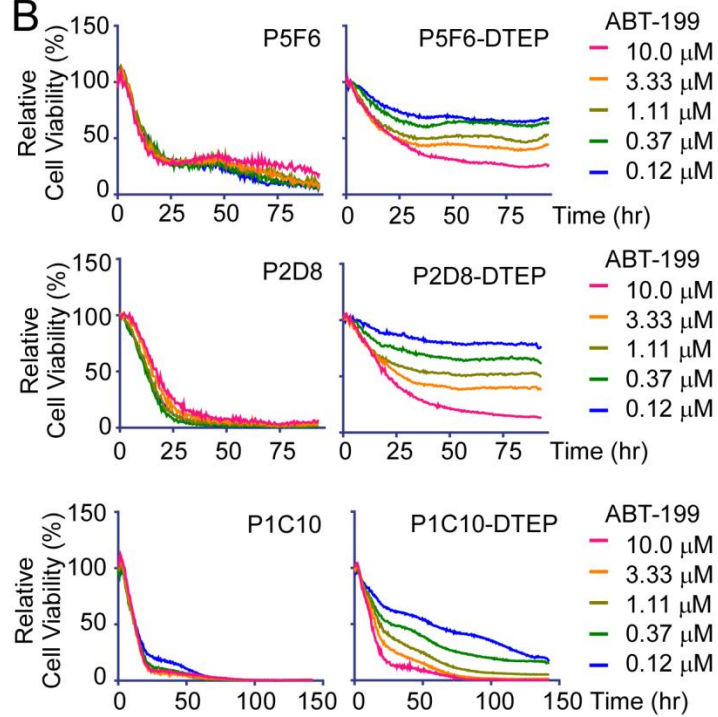 B
150
100
50
0
Relative
Cell Viability (%)
P5F6
P5F6-DTEP
0 25 50 75
0 25 50 75 Time (hr)
ABT-199
10.0 μM
3.33 μM
1.11 μM
0.37 μM
0.12 μM
150
100
50
0
Relative
Cell Viability (%)
P2D8
P2D8-DTEP
0 25 50 75
0 25 50 75 Time (hr)
ABT-199
10.0 μM
3.33 μM
1.11 μM
0.37 μM
0.12 μM
150
100
50
0
Relative
Cell Viability (%)
P1C10
P1C10-DTEP
0 50 100 150
0 50 100 150 Time (hr)
ABT-199
10.0 μM
3.33 μM
1.11 μM
0.37 μM
0.12 μM